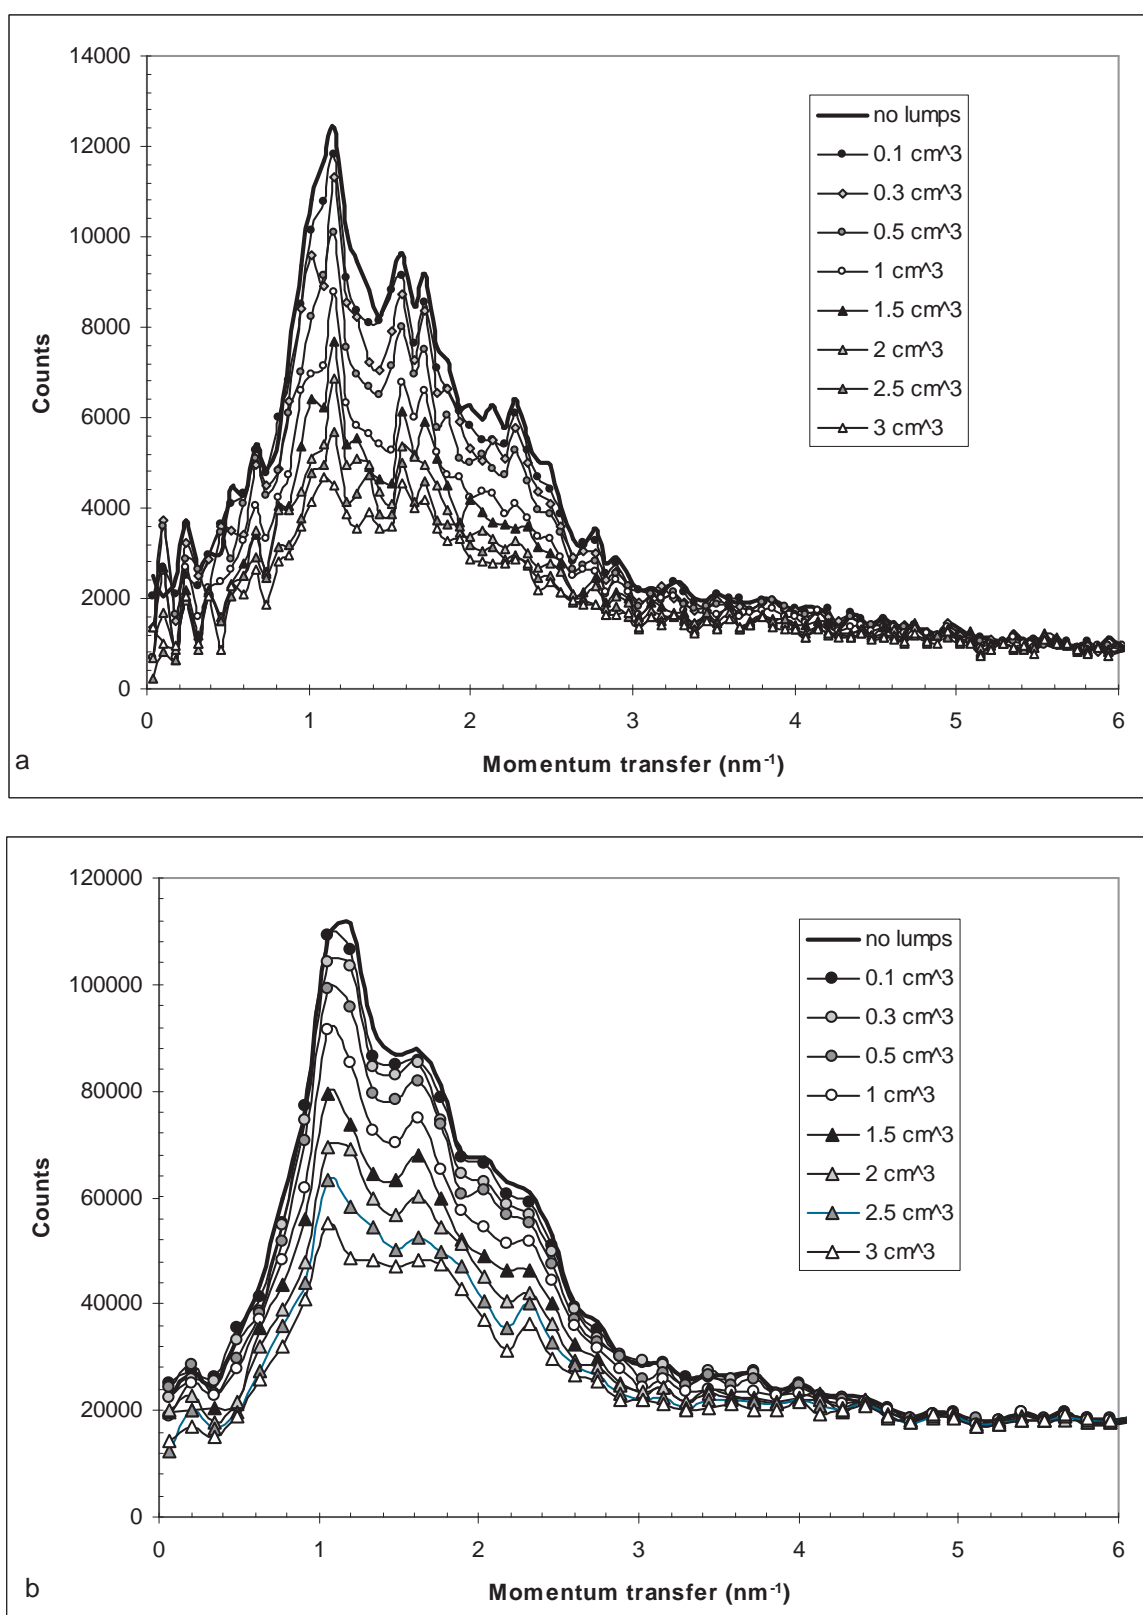 14000
12000
10000
8000
6000
4000
2000
0
Counts
0 1 2 3 4 5 6
Momentum transfer (nm⁻¹)
no lumps
0.1 cm^3
0.3 cm^3
0.5 cm^3
1 cm^3
1.5 cm^3
2 cm^3
2.5 cm^3
3 cm^3
a
120000
100000
80000
60000
40000
20000
0
Counts
0 1 2 3 4 5 6
Momentum transfer (nm⁻¹)
no lumps
0.1 cm^3
0.3 cm^3
0.5 cm^3
1 cm^3
1.5 cm^3
2 cm^3
2.5 cm^3
3 cm^3
b